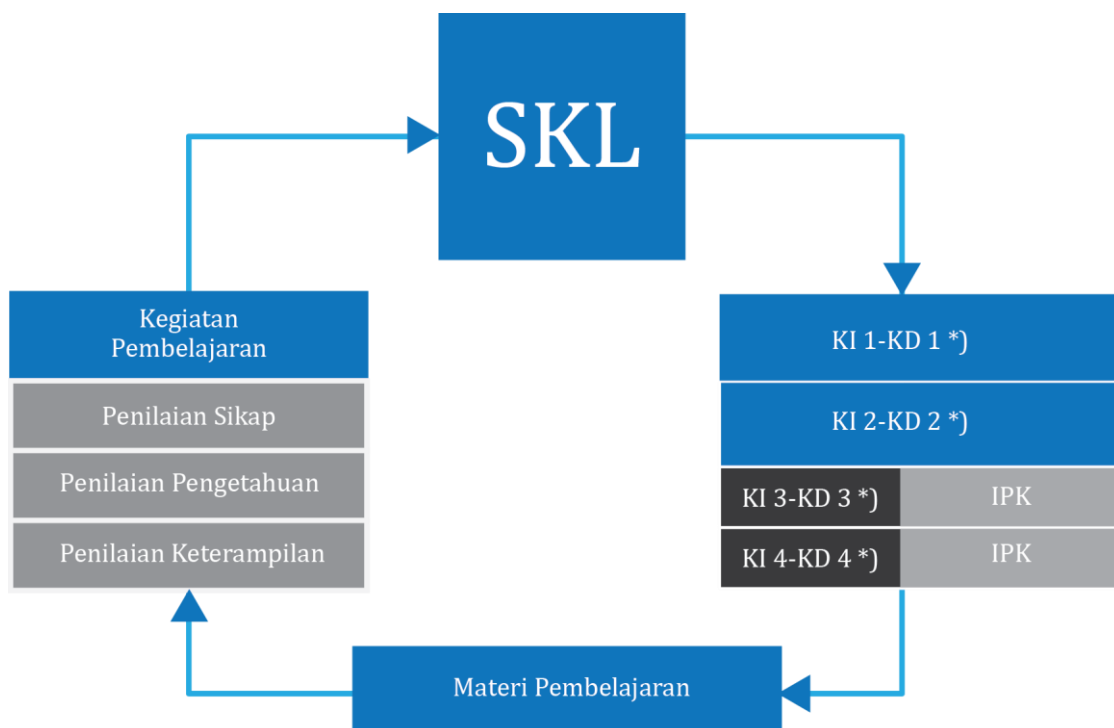 SKL
Kegiatan
Pembelajaran
Penilaian Sikap
Penilaian Pengetahuan
Penilaian Keterampilan
KI 1-KD 1 *)
KI 2-KD 2 *)
KI 3-KD 3 *) IPK
KI 4-KD 4 *) IPK
Materi Pembelajaran